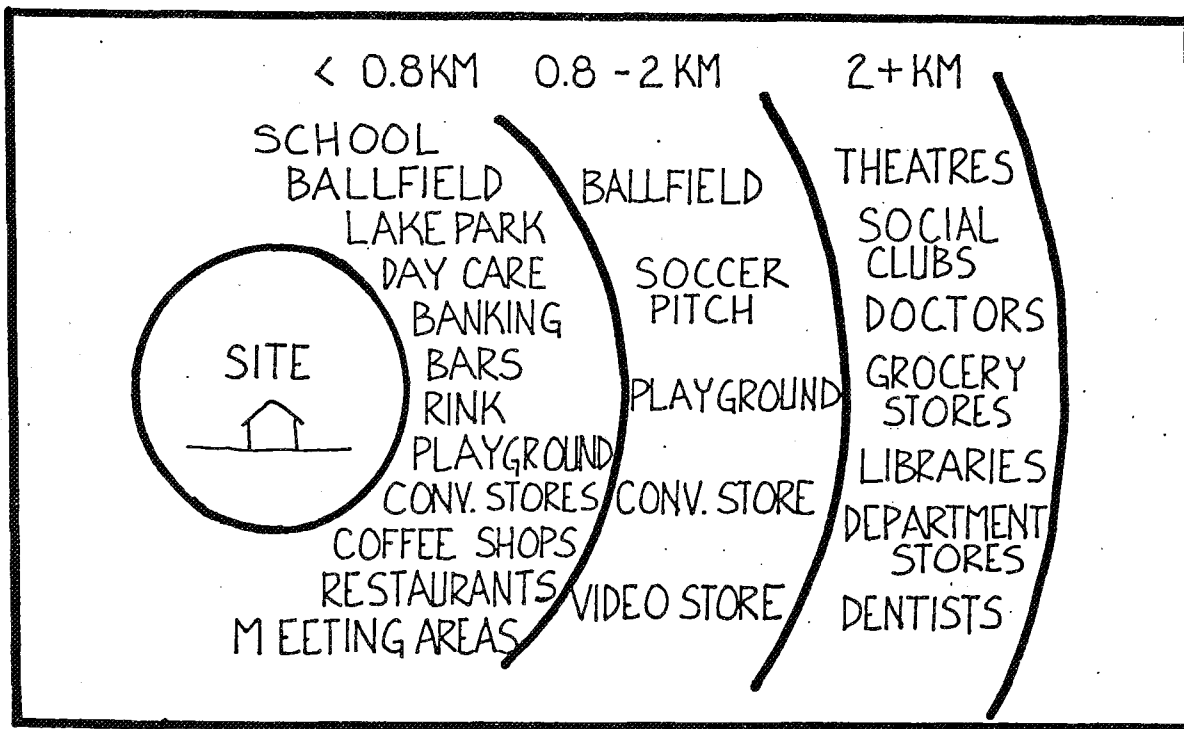 < 0.8 KM 0.8 - 2 KM 2+ KM
SCHOOL
BALLFIELD
LAKE PARK
DAY CARE
BANKING
BARS
RINK
PLAYGROUND
CONV. STORES
COFFEE SHOPS
RESTAURANTS
MEETING AREAS
SITE
BALLFIELD
SOCCER
PITCH
PLAYGROUND
CONV. STORE
VIDEO STORE
THEATRES
SOCIAL
CLUBS
DOCTORS
GROCERY
STORES
LIBRARIES
DEPARTMENT
STORES
DENTISTS